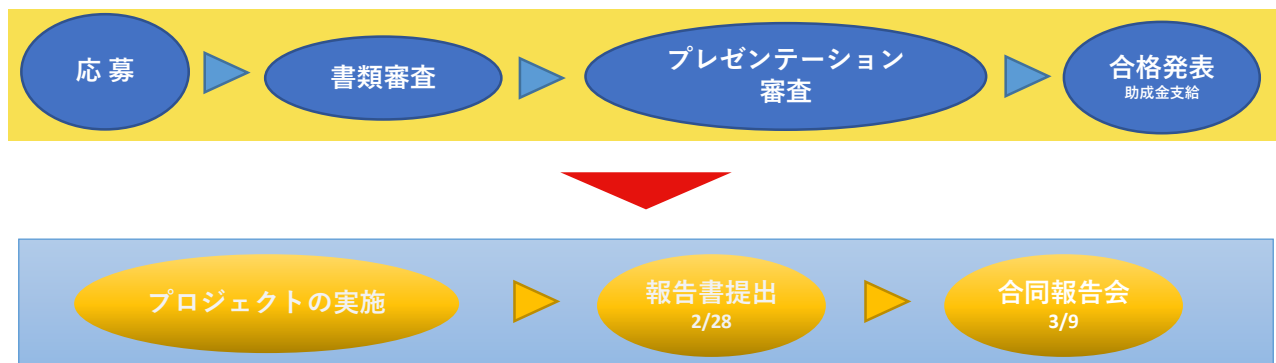 応 募
書類審査
プレゼンテーション
審査
合格発表
助成金支給
プロジェクトの実施
報告書提出
2/28
合同報告会
3/9